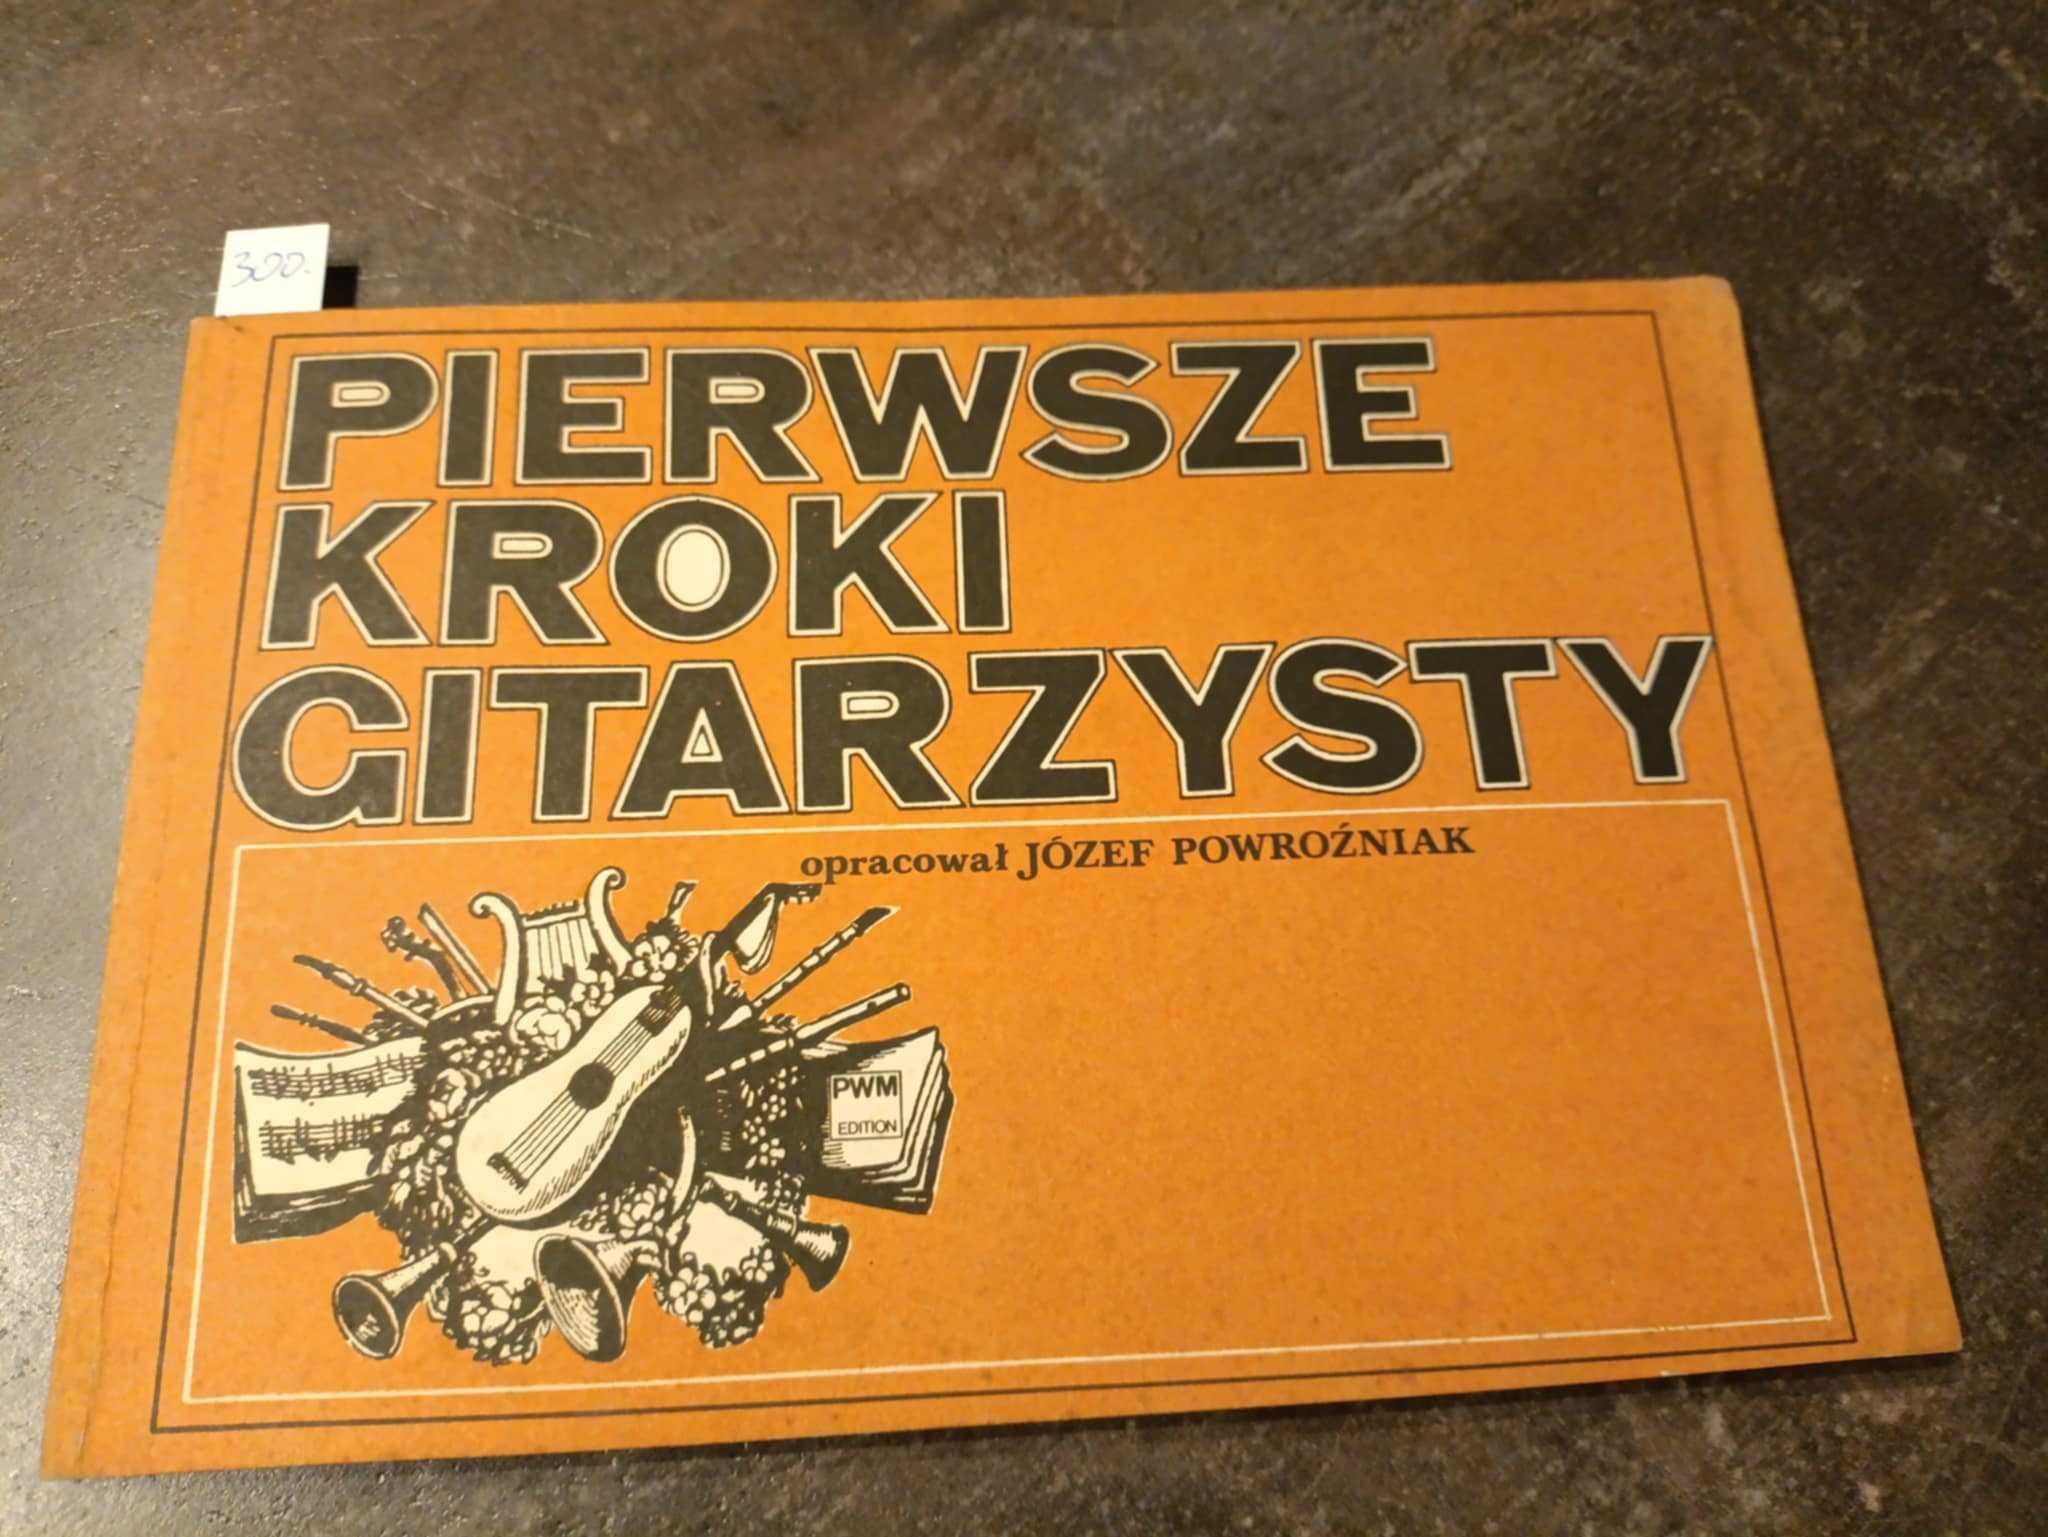 300.
PIERWSZE
KROKI
GITARZYSTY
opracował JÓZEF POWROŹNIAK
PWM
EDITION